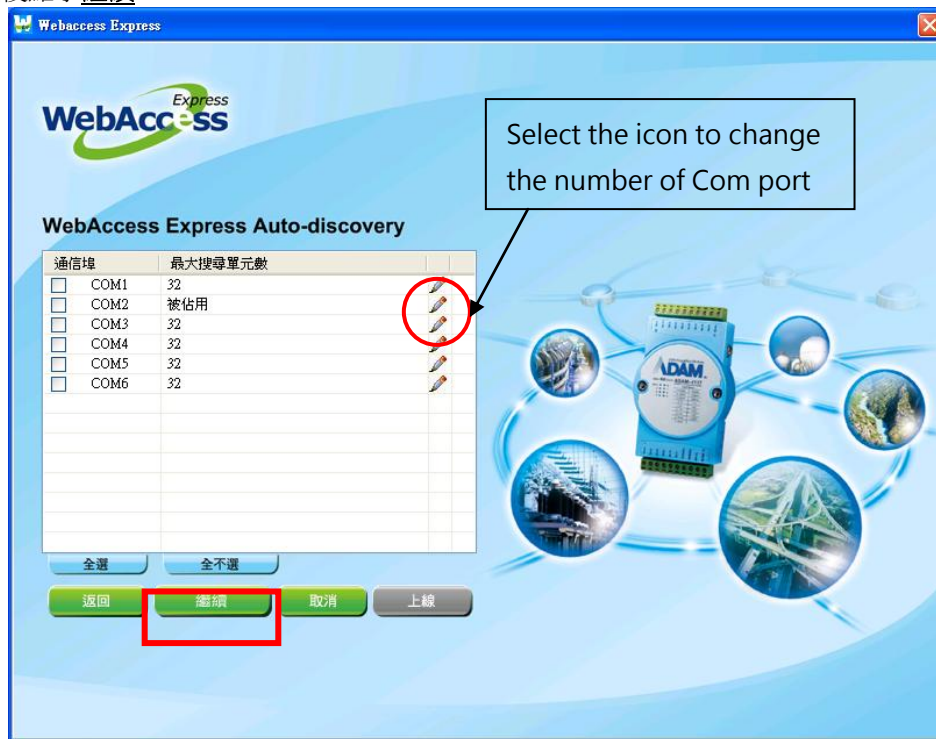 繼續
Webaccess Express
Express
WebAccess
Select the icon to change
the number of Com port
WebAccess Express Auto-discovery
通信埠 最大搜尋單元數
COM1 32
COM2 被佔用
COM3 32
COM4 32
COM5 32
COM6 32
ADAM
全選 全不選
返回 繼續 取消 上線